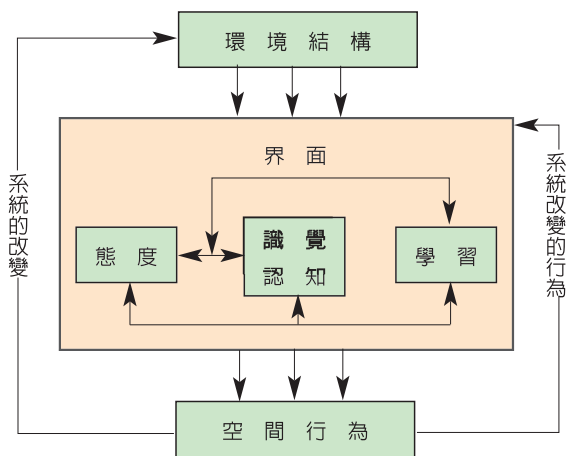 環境結構
界面
態度
識覺
認知
學習
系統的改變
系統改變的行為
空間行為